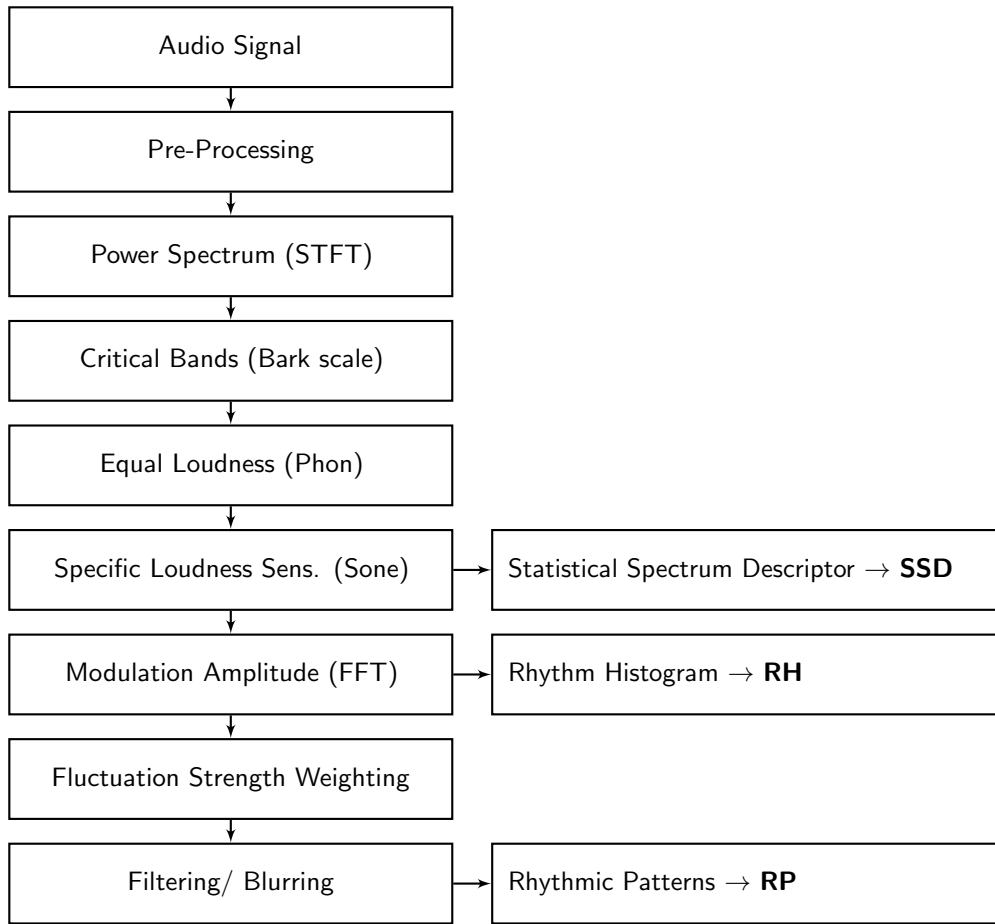 Audio Signal
Pre-Processing
Power Spectrum (STFT)
Critical Bands (Bark scale)
Equal Loudness (Phon)
Specific Loudness Sens. (Sone)
Statistical Spectrum Descriptor → SSD
Modulation Amplitude (FFT)
Rhythm Histogram → RH
Fluctuation Strength Weighting
Filtering/ Blurring
Rhythmic Patterns → RP